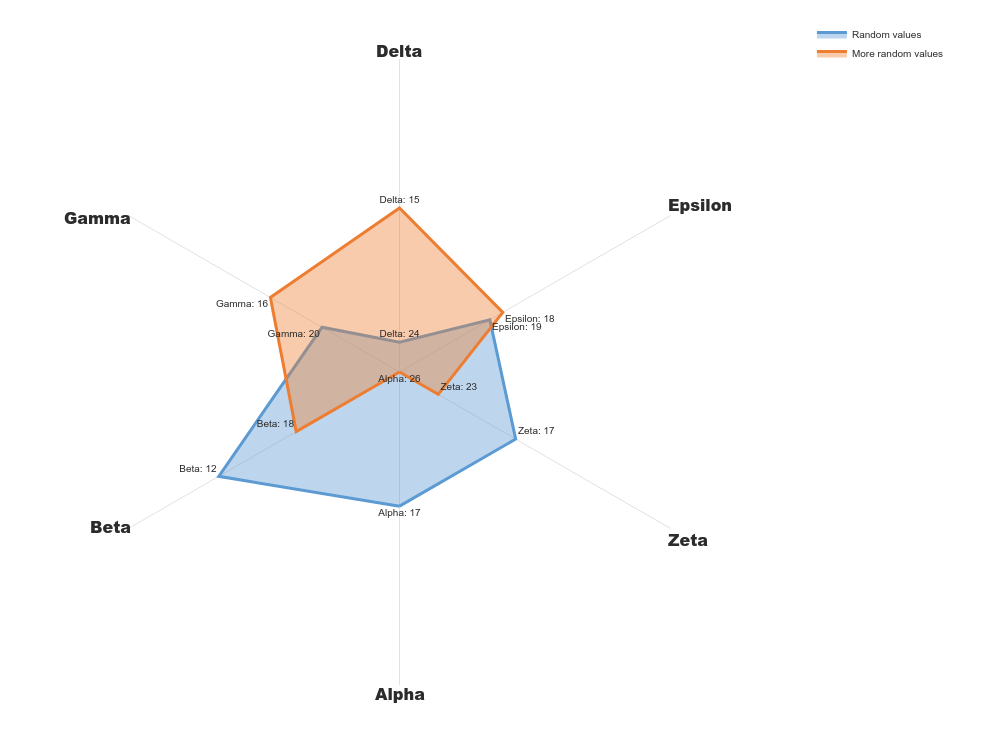 Random values
More random values
Delta
Epsilon
Gamma
Delta: 15
Gamma: 16
Epsilon: 18
Epsilon: 19
Gamma: 20
Delta: 24
Alpha: 26
Zeta: 23
Beta: 18
Zeta: 17
Beta: 12
Alpha: 17
Beta
Zeta
Alpha